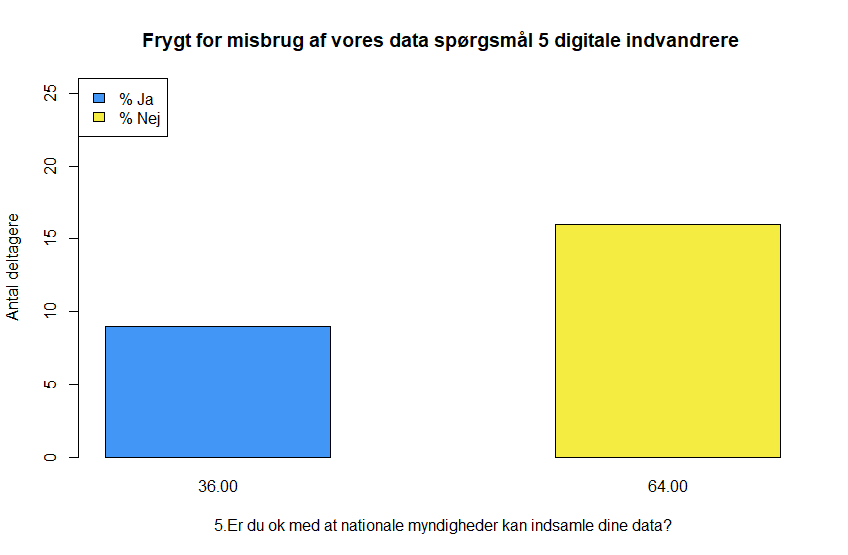 Frygt for misbrug af vores data spørgsmål 5 digitale indvandrere
% Ja
% Nej
25
20
15
10
5
0
Antal deltagere
36.00 64.00
5.Er du ok med at nationale myndigheder kan indsamle dine data?